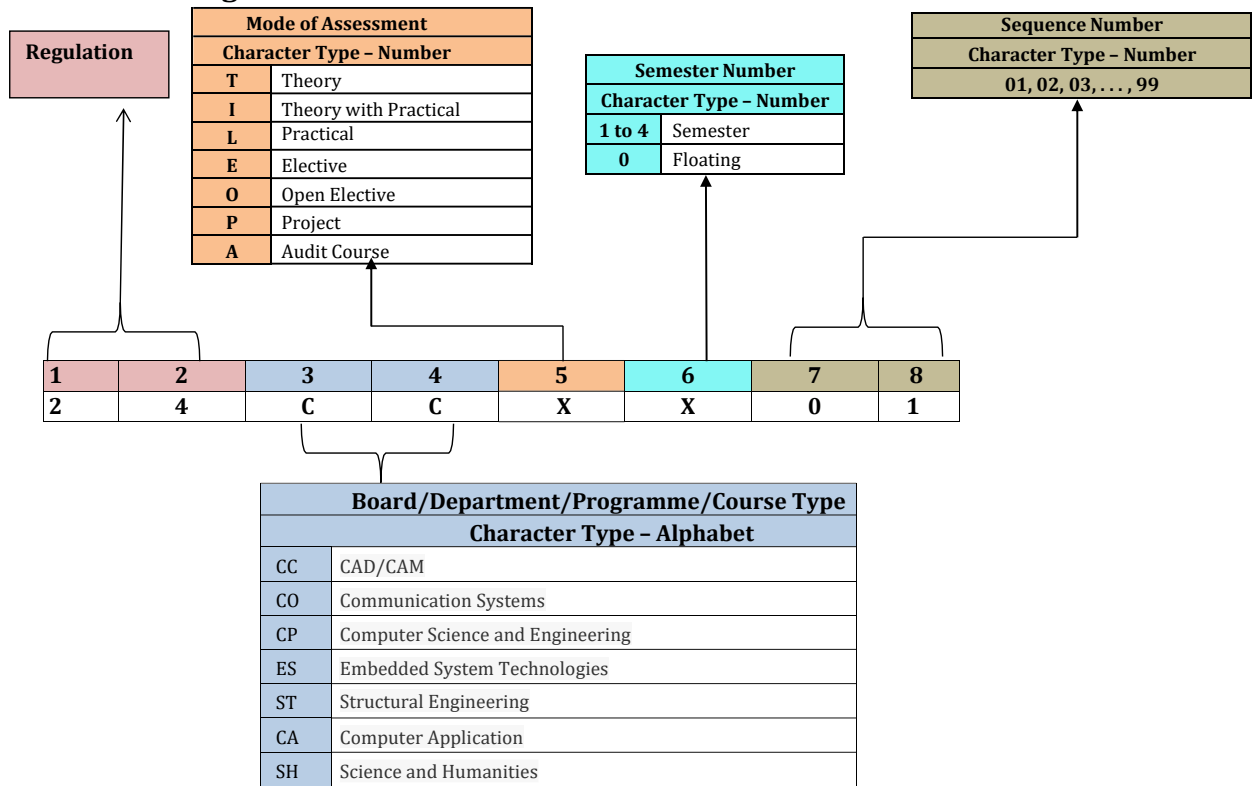 Regulation
Mode of Assessment
Character Type – Number
T Theory
I Theory with Practical
L Practical
E Elective
O Open Elective
P Project
A Audit Course
Semester Number
Character Type – Number
1 to 4 Semester
0 Floating
Sequence Number
Character Type – Number
01, 02, 03, . . . , 99
1 2 3 4 5 6 7 8
2 4 C C X X 0 1
Board/Department/Programme/Course Type
Character Type – Alphabet
CC CAD/CAM
CO Communication Systems
CP Computer Science and Engineering
ES Embedded System Technologies
ST Structural Engineering
CA Computer Application
SH Science and Humanities